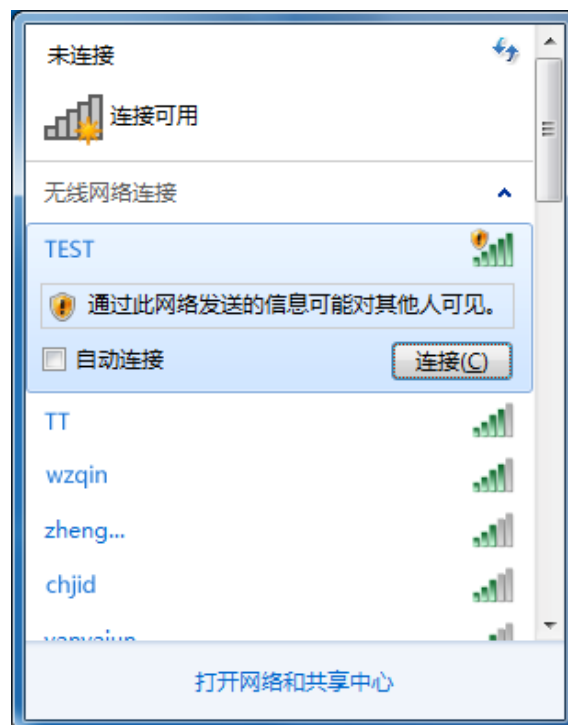 未连接
连接可用
无线网络连接
TEST
通过此网络发送的信息可能对其他人可见。
自动连接 连接(C)
TT
wzqin
zheng...
chjid
打开网络和共享中心